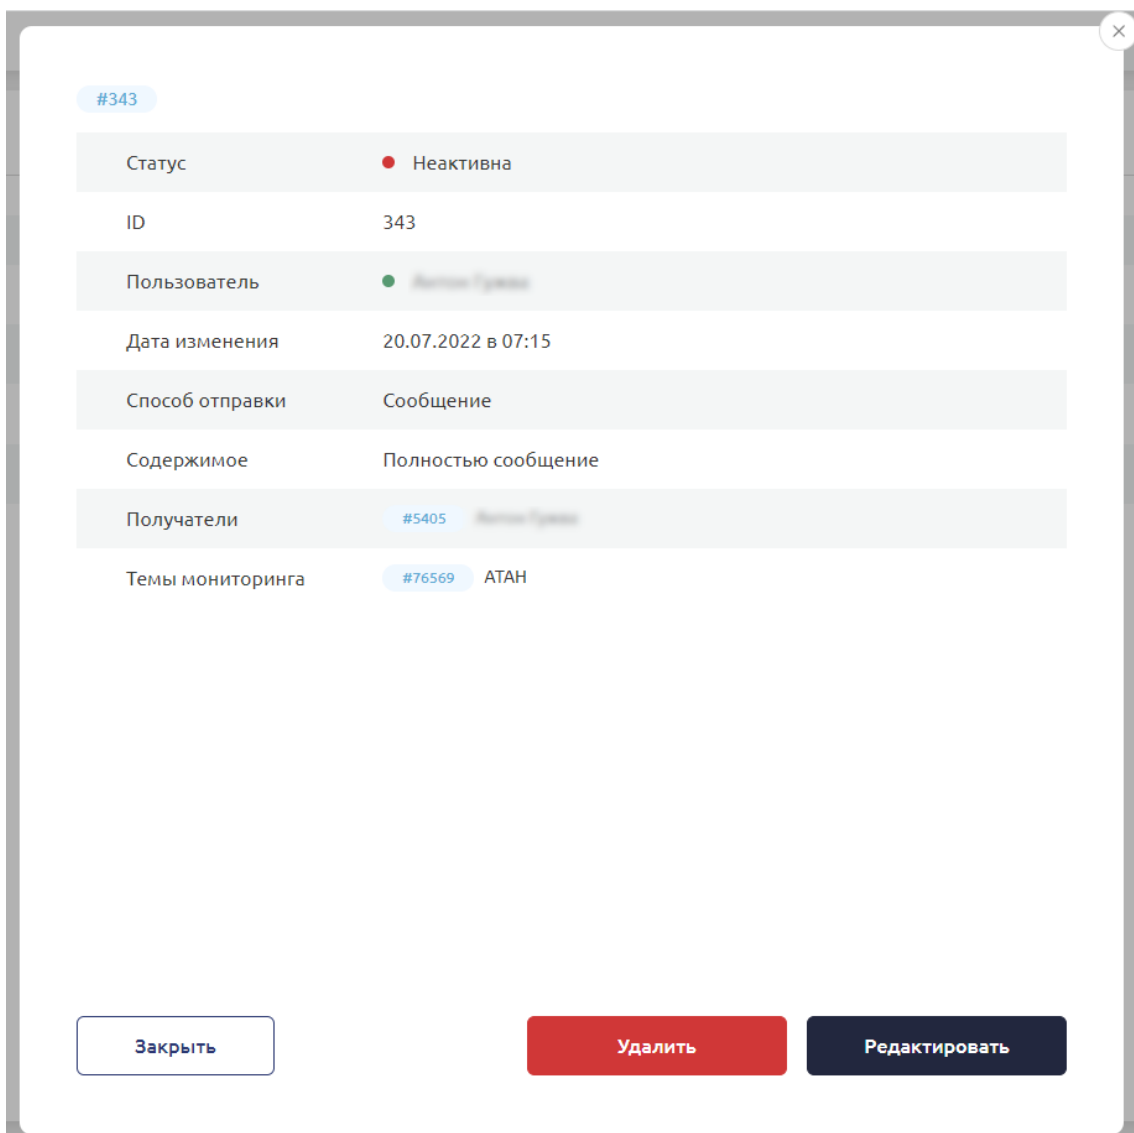 #343
Статус Неактивна
ID 343
Пользователь
Дата изменения 20.07.2022 в 07:15
Способ отправки Сообщение
Содержимое Полностью сообщение
Получатели #5405
Темы мониторинга #76569 АТАН
Закрыть Удалить Редактировать